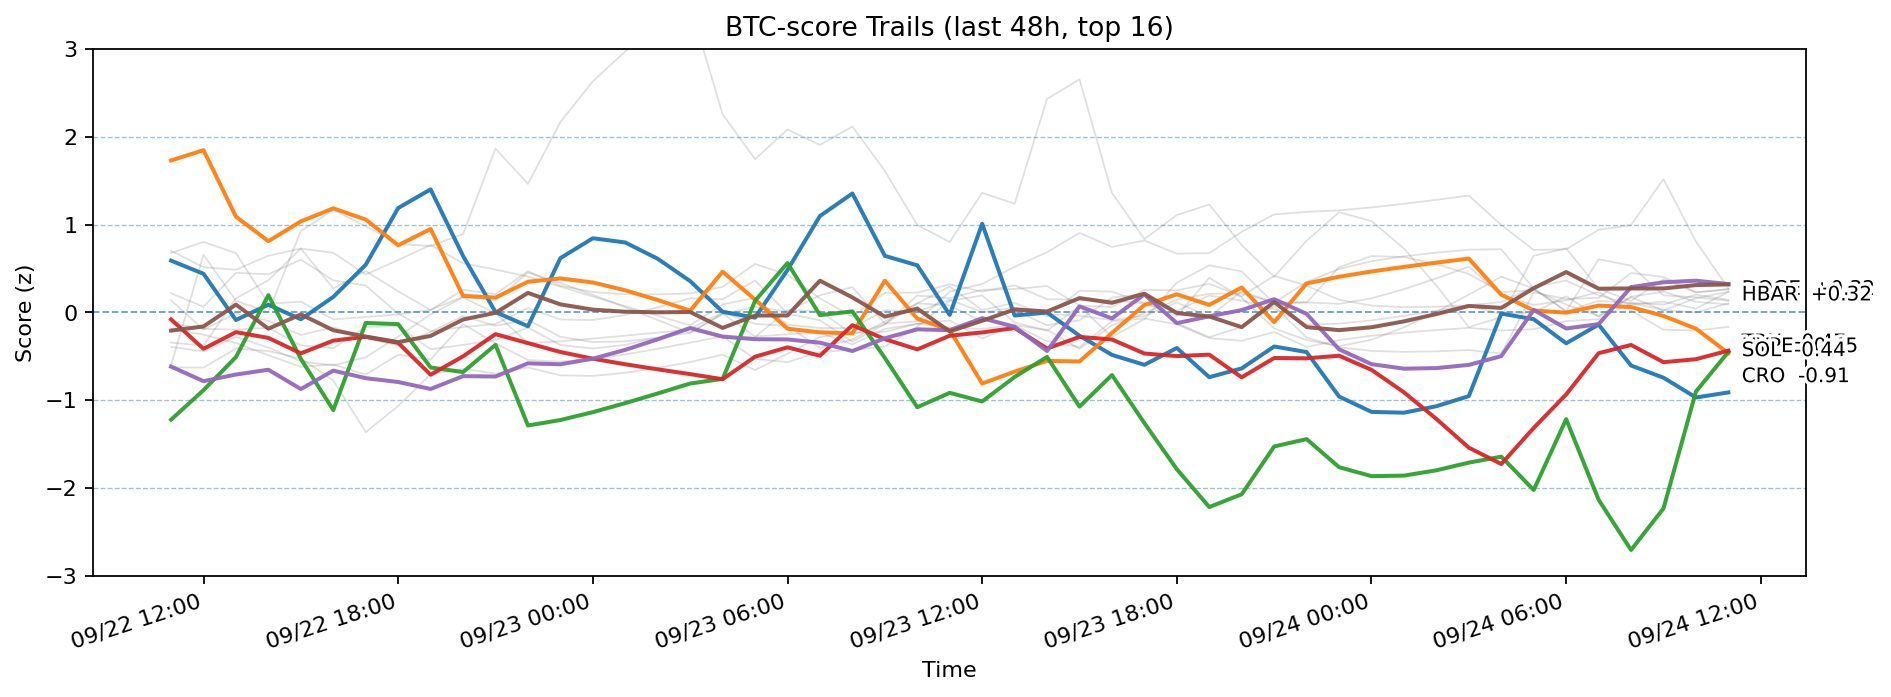 BTC-score Trails (last 48h, top 16)
Score (z)
3
2
1
0
−1
−2
−3
HBAR +0.32
SOL -0.44
CRO -0.91
09/22 12:00
09/22 18:00
09/23 00:00
09/23 06:00
09/23 12:00
09/23 18:00
09/24 00:00
09/24 06:00
09/24 12:00
Time